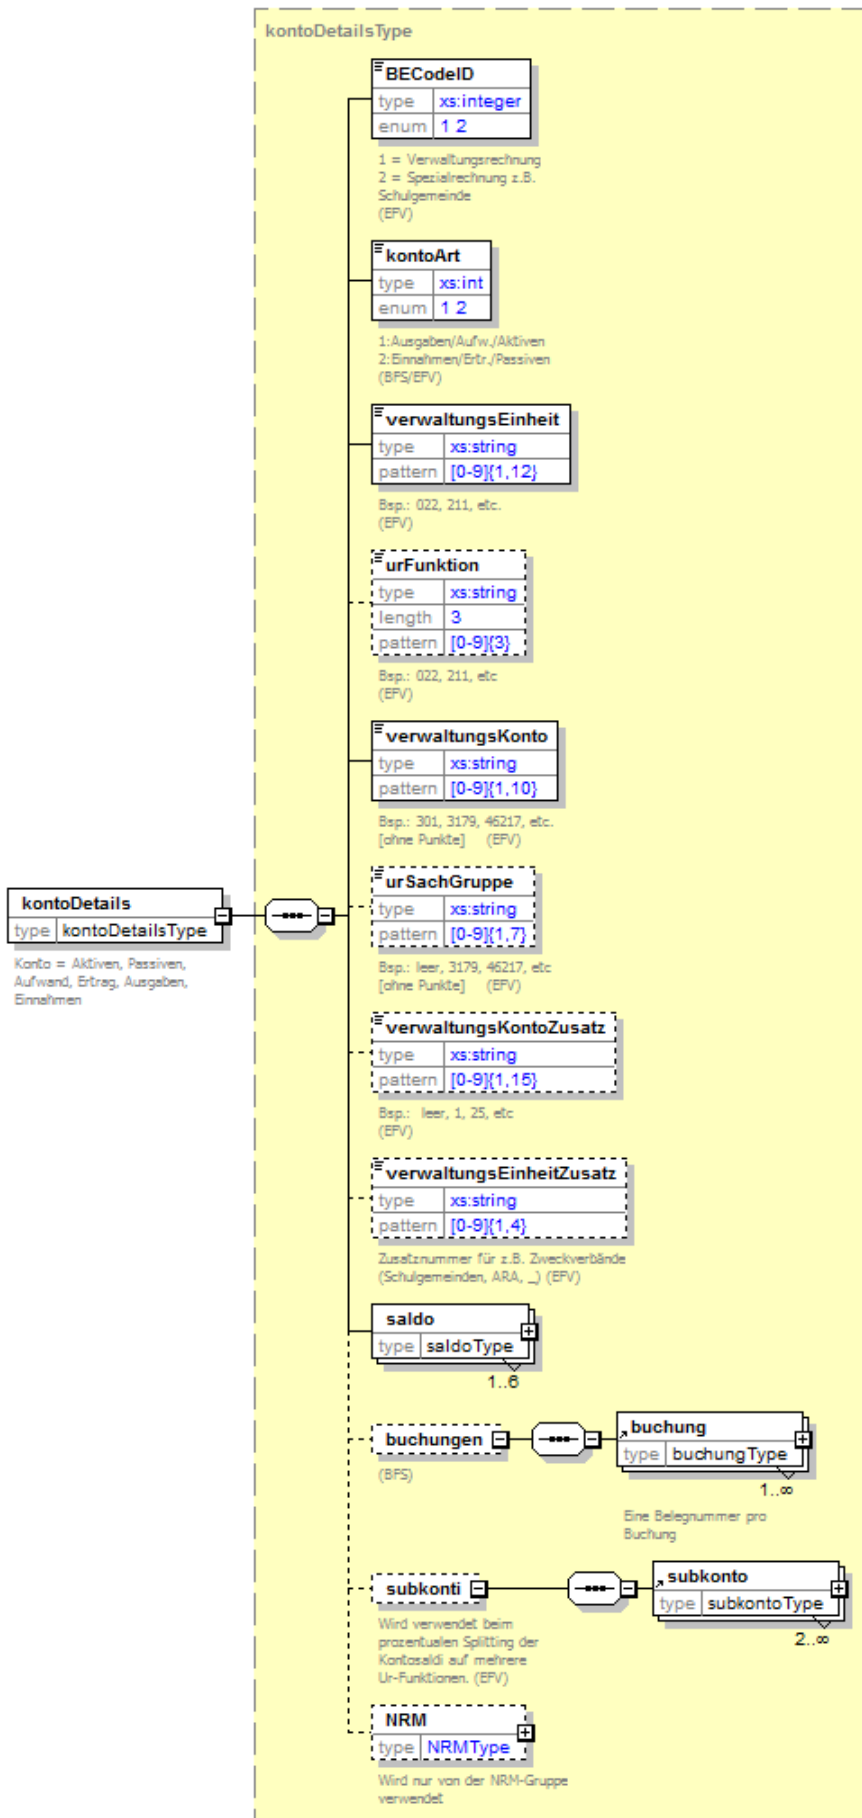 kontoDetailsType
BECodeID
type xs:integer
enum 1 2
1 = Verwaltungsrechnung
2 = Spezialrechnung z.B.
Schulgemeinde
(EFV)
kontoArt
type xs:int
enum 1 2
1:Ausgaben/Aufw./Aktiven
2:Einnahmen/Ertr./Passiven
(BFS/EFV)
verwaltungsEinheit
type xs:string
pattern [0-9]{1,12}
Bsp.: 022, 211, etc.
(EFV)
urFunktion
type xs:string
length 3
pattern [0-9]{3}
Bsp.: 022, 211, etc
(EFV)
verwaltungsKonto
type xs:string
pattern [0-9]{1,10}
Bsp.: 301, 3179, 46217, etc.
[ohne Punkte] (EFV)
kontoDetails
type kontoDetailsType
Konto = Aktiven, Passiven,
Aufwand, Ertrag, Ausgaben,
Einnahmen
urSachGruppe
type xs:string
pattern [0-9]{1,7}
Bsp.: leer, 3179, 46217, etc
[ohne Punkte] (EFV)
verwaltungsKontoZusatz
type xs:string
pattern [0-9]{1,15}
Bsp.: leer, 1, 25, etc
(EFV)
verwaltungsEinheitZusatz
type xs:string
pattern [0-9]{1,4}
Zusatznummer für z.B. Zweckverbände
(Schulgemeinden, ARA, _) (EFV)
saldo
type saldoType
1..6
buchungen
(BFS)
buchung
type buchungType
1..∞
Eine Belegnummer pro
Buchung
subkonti
Wird verwendet beim
prozentualen Splitting der
Kontosaldi auf mehrere
Ur-Funktionen. (EFV)
subkonto
type subkontoType
2..∞
NRM
type NRMType
Wird nur von der NRM-Gruppe
verwendet